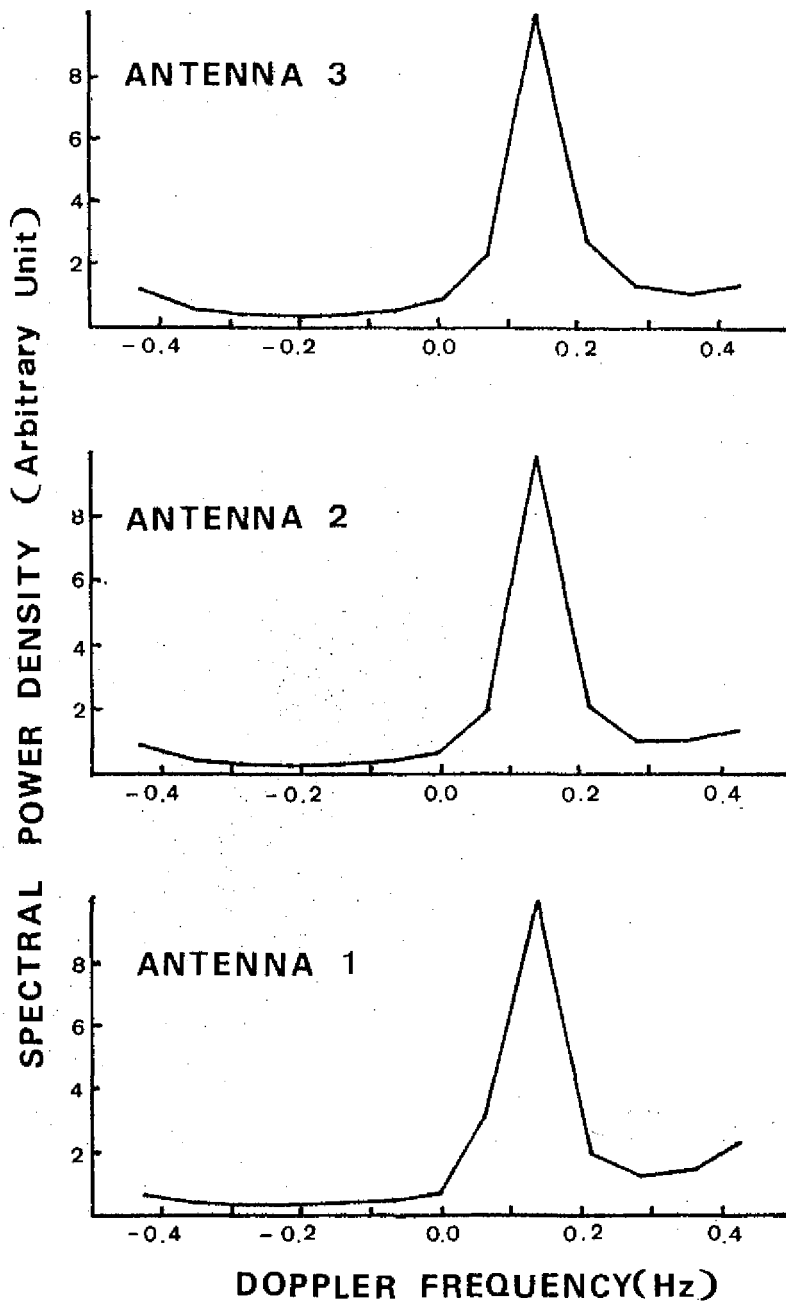 SPECTRAL POWER DENSITY (Arbitrary Unit)
ANTENNA 3
8
6
4
2
-0.4 -0.2 0.0 0.2 0.4
ANTENNA 2
8
6
4
2
-0.4 -0.2 0.0 0.2 0.4
ANTENNA 1
8
6
4
2
-0.4 -0.2 0.0 0.2 0.4
DOPPLER FREQUENCY(Hz)